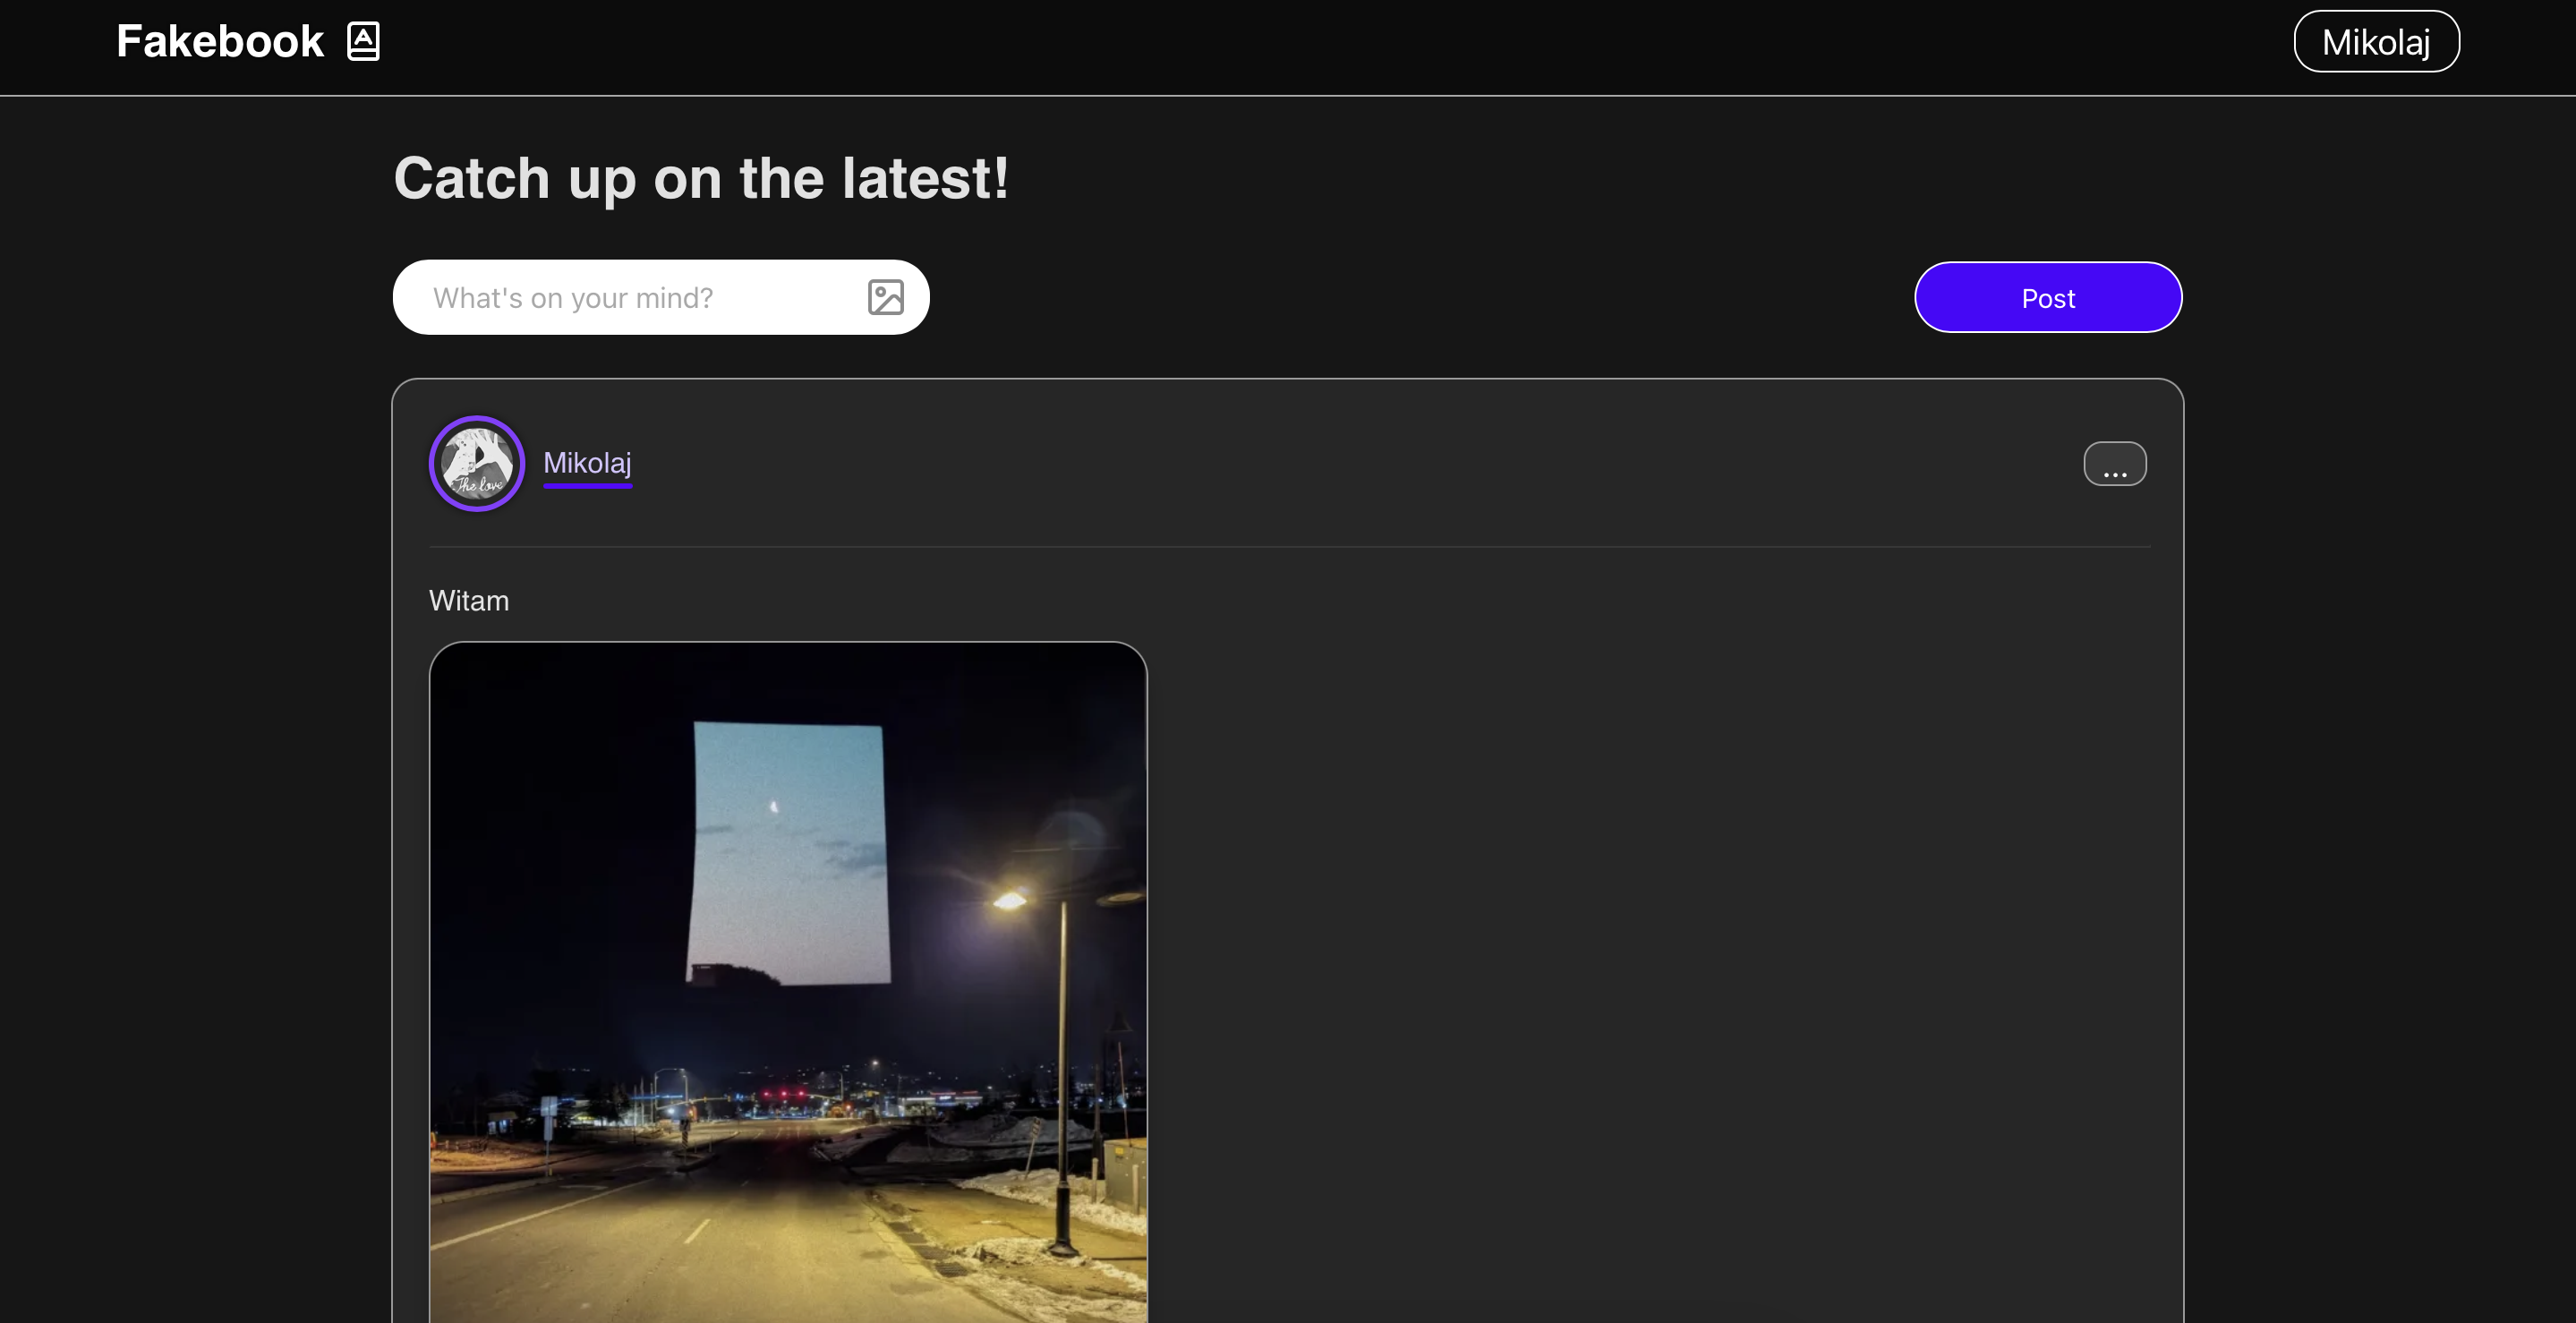 Fakebook
Mikolaj
Catch up on the latest!
What's on your mind?
Post
Mikolaj
...
The love
Witam